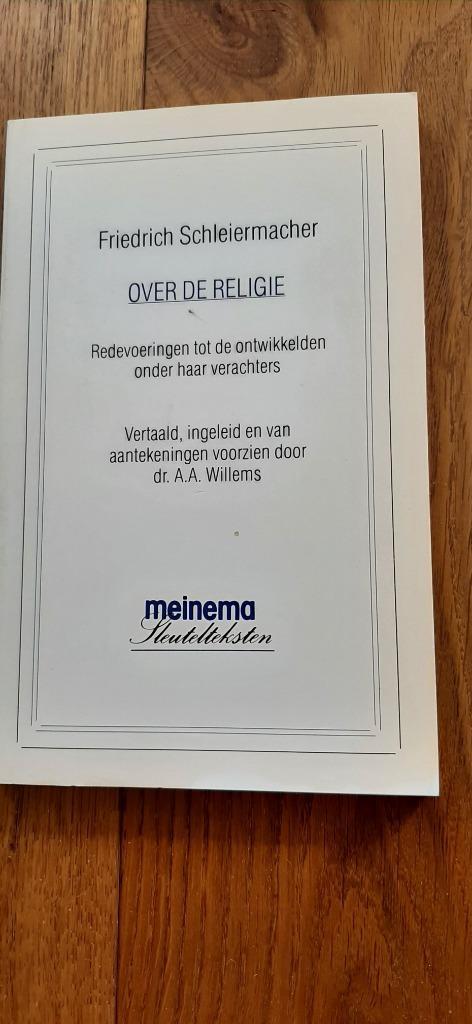 Friedrich Schleiermacher
OVER DE RELIGIE
Redevoeringen tot de ontwikkelden
onder haar verachters
Vertaald, ingeleid en van
aantekeningen voorzien door
dr. A.A. Willems
meinema
Sleutelteksten